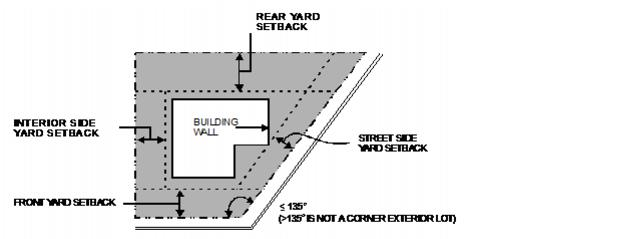 REAR YARD
SETBACK
INTERIOR SIDE
YARD SETBACK
BUILDING
WALL
STREET SIDE
YARD SETBACK
FRONT YARD SETBACK
≤ 135°
(>135° IS NOT A CORNER EXTERIOR LOT)